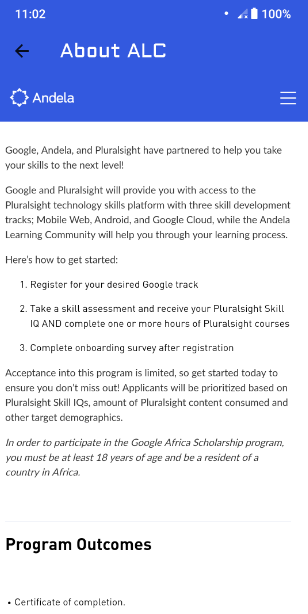 11:02
100%
About ALC
Andela
Google, Andela, and Pluralsight have partnered to help you take
your skills to the next level!
Google and Pluralsight will provide you with access to the
Pluralsight technology skills platform with three skill development
tracks; Mobile Web, Android, and Google Cloud, while the Andela
Learning Community will help you through your learning process.
Here's how to get started:
1. Register for your desired Google track
2. Take a skill assessment and receive your Pluralsight Skill
IQ AND complete one or more hours of Pluralsight courses
3. Complete onboarding survey after registration
Acceptance into this program is limited, so get started today to
ensure you don't miss out! Applicants will be prioritized based on
Pluralsight Skill IQs, amount of Pluralsight content consumed and
other target demographics.
In order to participate in the Google Africa Scholarship program,
you must be at least 18 years of age and be a resident of a
country in Africa.
Program Outcomes
• Certificate of completion.